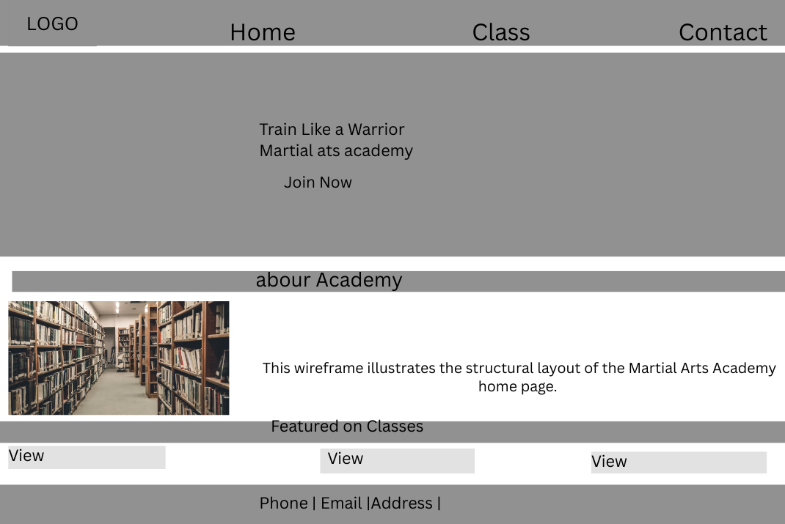 LOGO
Home Class Contact
Train Like a Warrior
Martial ats academy
Join Now
abour Academy
This wireframe illustrates the structural layout of the Martial Arts Academy
home page.
Featured on Classes
View View View
Phone | Email |Address |